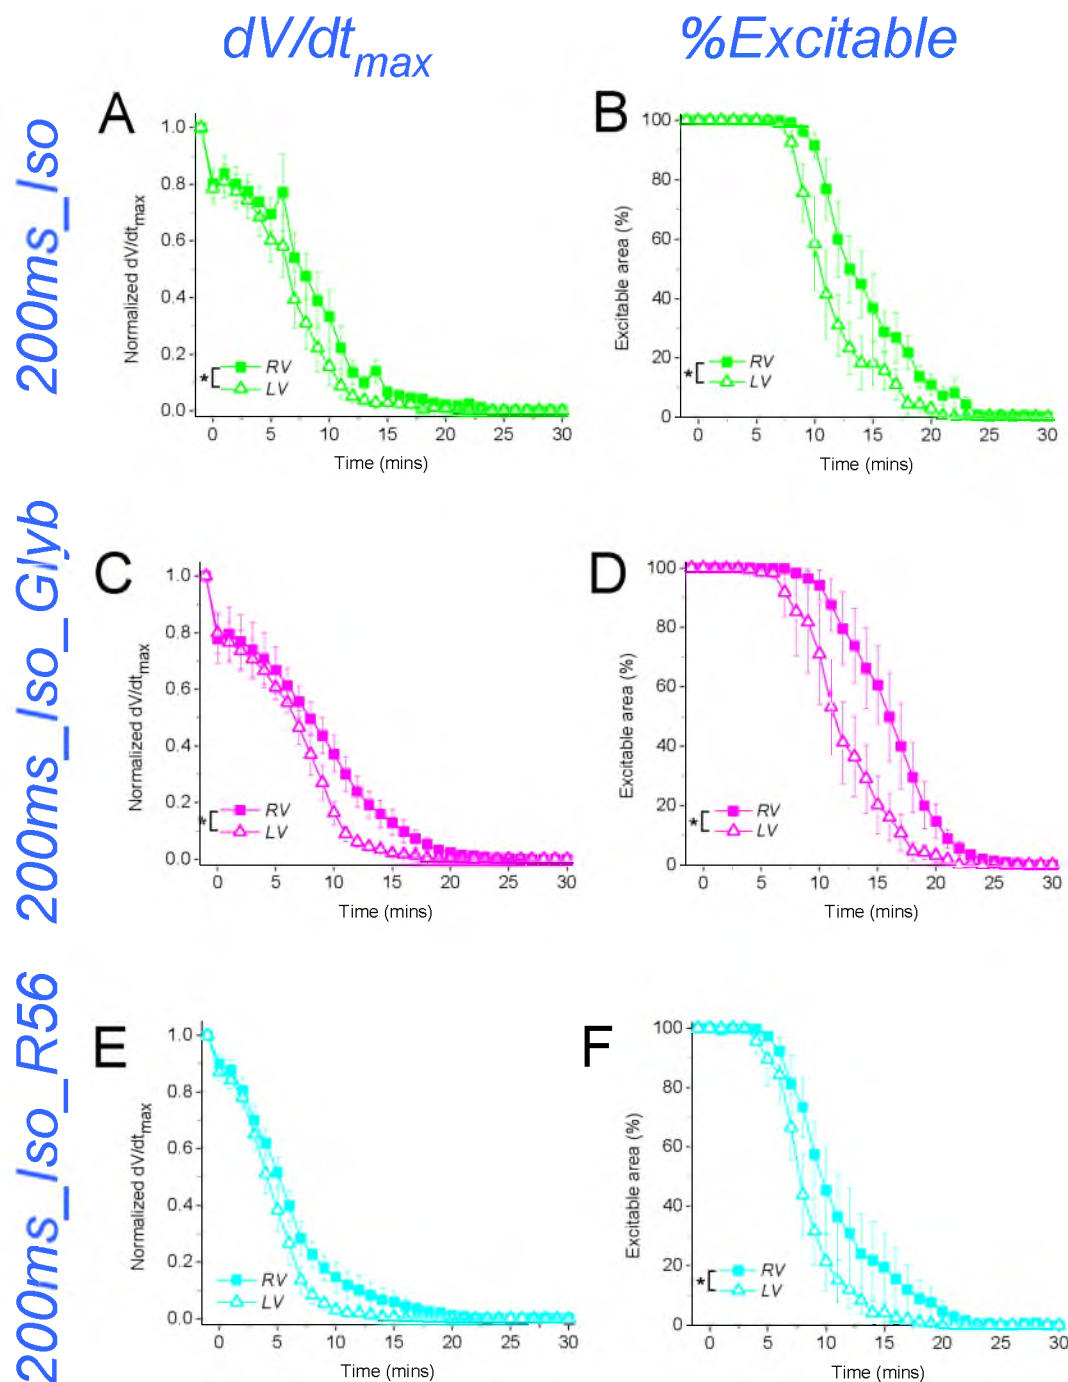 dV/dtmax %Excitable
200ms_Iso
A
1.0
0.8
0.6
0.4
0.2
0.0
Normalized dV/dtmax
* RV
LV
0 5 10 15 20 25 30
Time (mins)
B
100
80
60
40
20
0
Excitable area (%)
* RV
LV
0 5 10 15 20 25 30
Time (mins)
200ms_Iso_Glyb
C
1.0
0.8
0.6
0.4
0.2
0.0
Normalized dV/dtmax
* RV
LV
0 5 10 15 20 25 30
Time (mins)
D
100
80
60
40
20
0
Excitable area (%)
* RV
LV
0 5 10 15 20 25 30
Time (mins)
200ms_Iso_R56
E
1.0
0.8
0.6
0.4
0.2
0.0
Normalized dV/dtmax
RV
LV
0 5 10 15 20 25 30
Time (mins)
F
100
80
60
40
20
0
Excitable area (%)
* RV
LV
0 5 10 15 20 25 30
Time (mins)